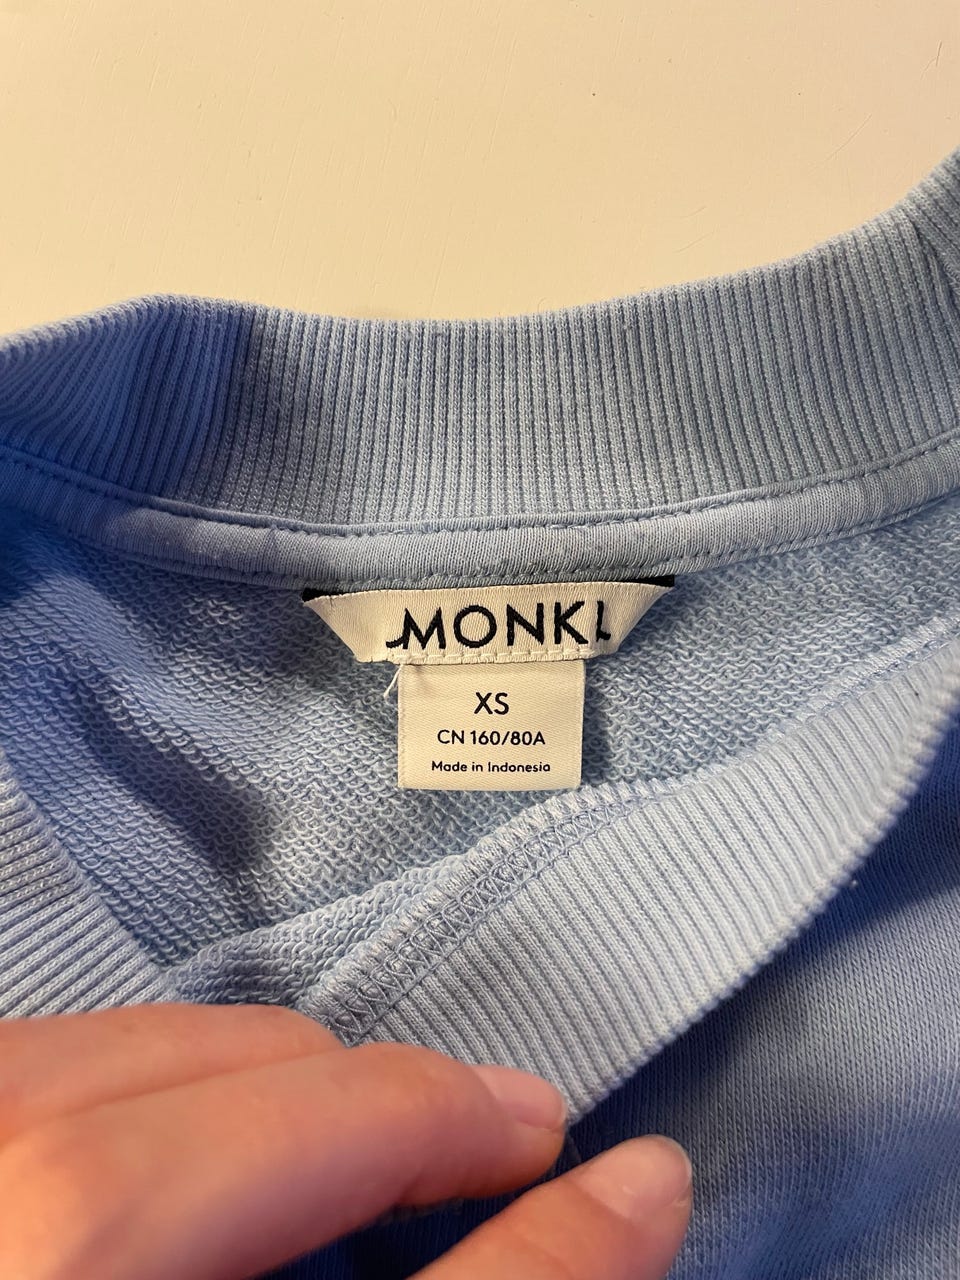 MONKI
XS
CN 160/80A
Made in Indonesia